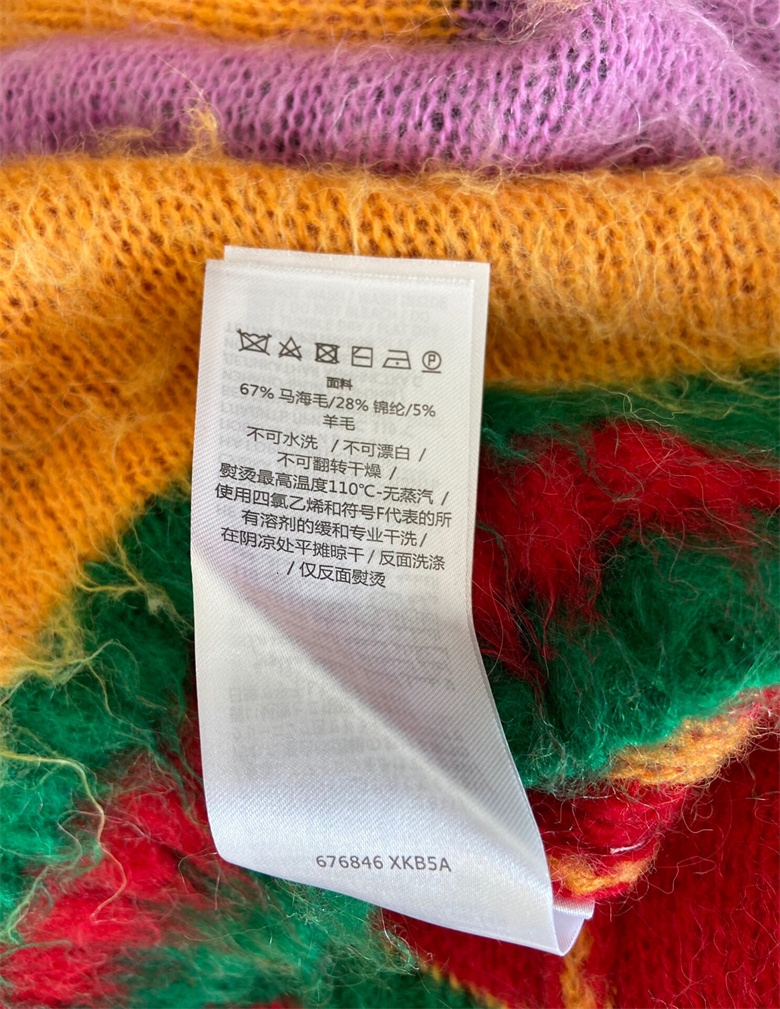 面料
67% 马海毛/28% 锦纶/5%
羊毛
不可水洗 / 不可漂白 /
不可翻转干燥 /
熨烫最高温度110℃-无蒸汽 /
使用四氯乙烯和符号F代表的所
有溶剂的缓和专业干洗/
在阴凉处平摊晾干 / 反面洗涤
/ 仅反面熨烫
676846 XKB5A